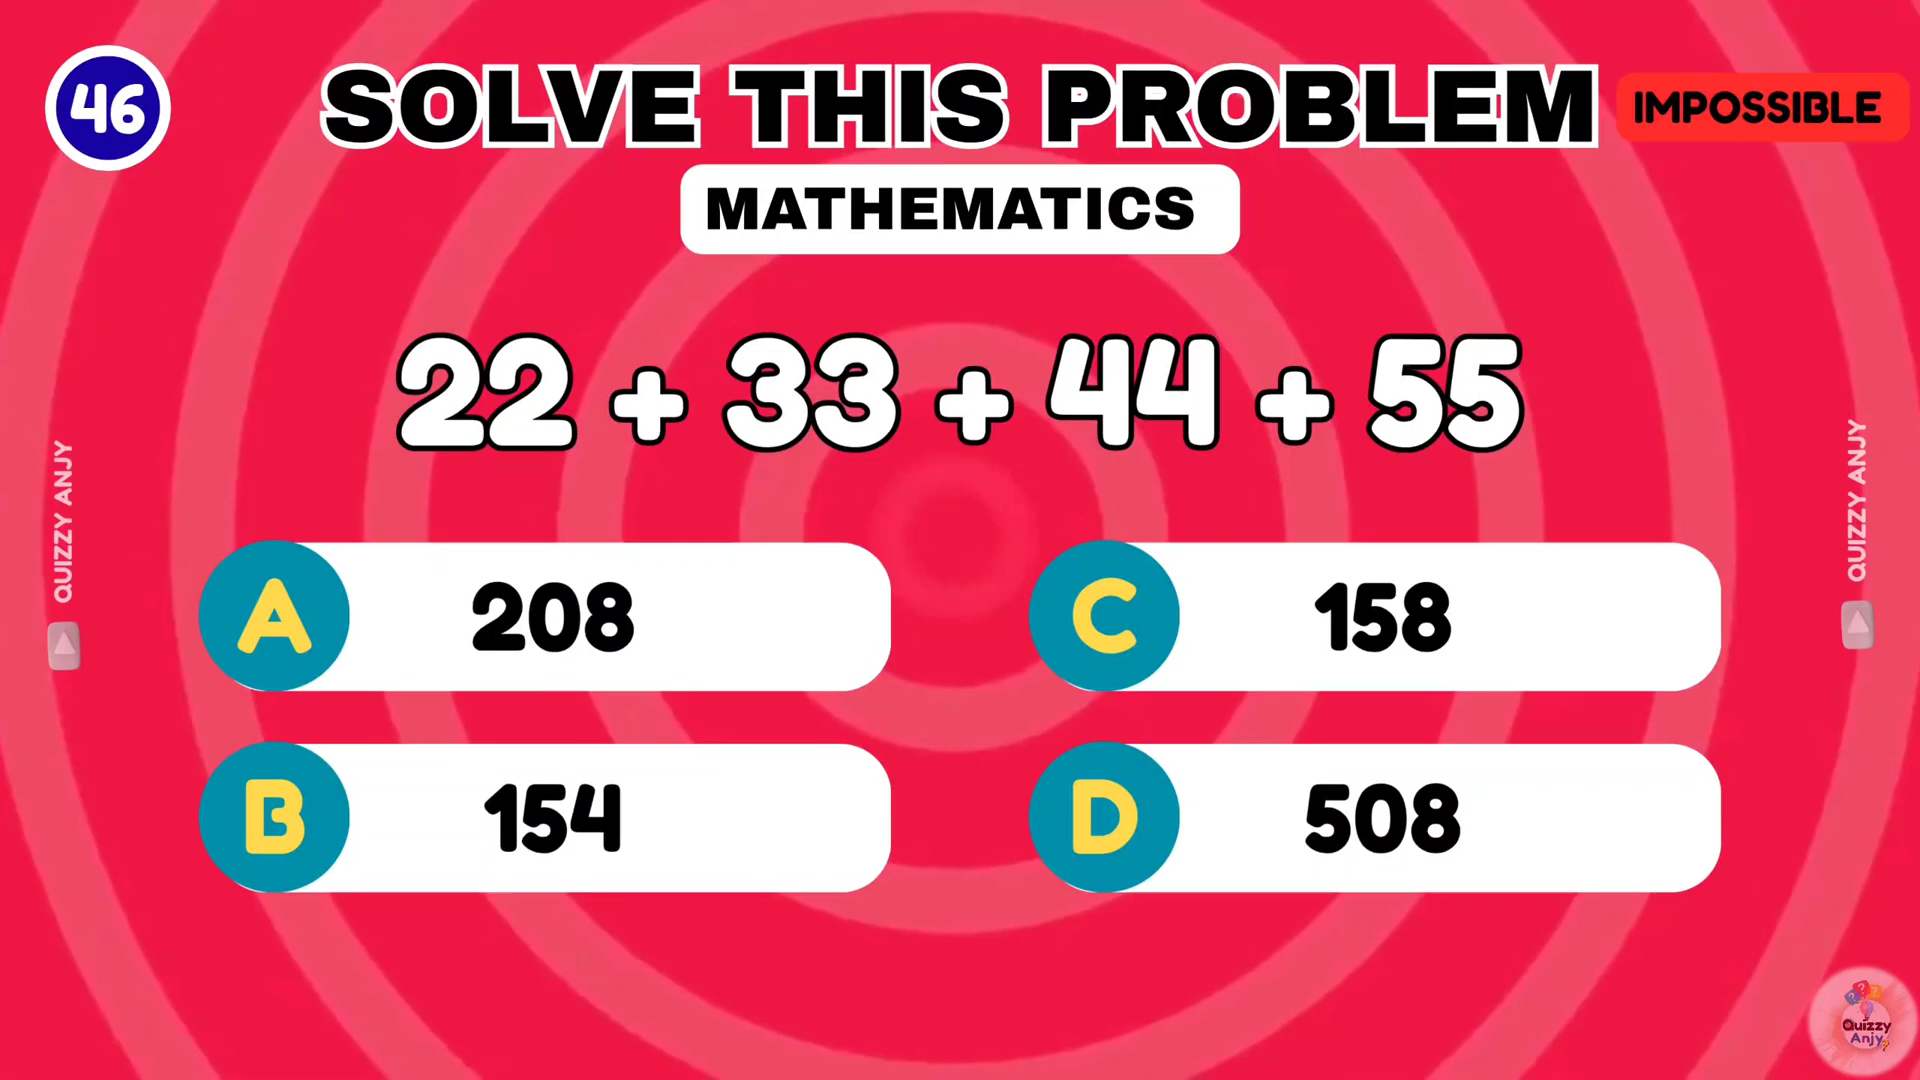 46
SOLVE THIS PROBLEM
IMPOSSIBLE
MATHEMATICS
22 + 33 + 44 + 55
A 208
C 158
B 154
D 508
QUIZZY ANJY
QUIZZY ANJY
Quizzy
Anjy